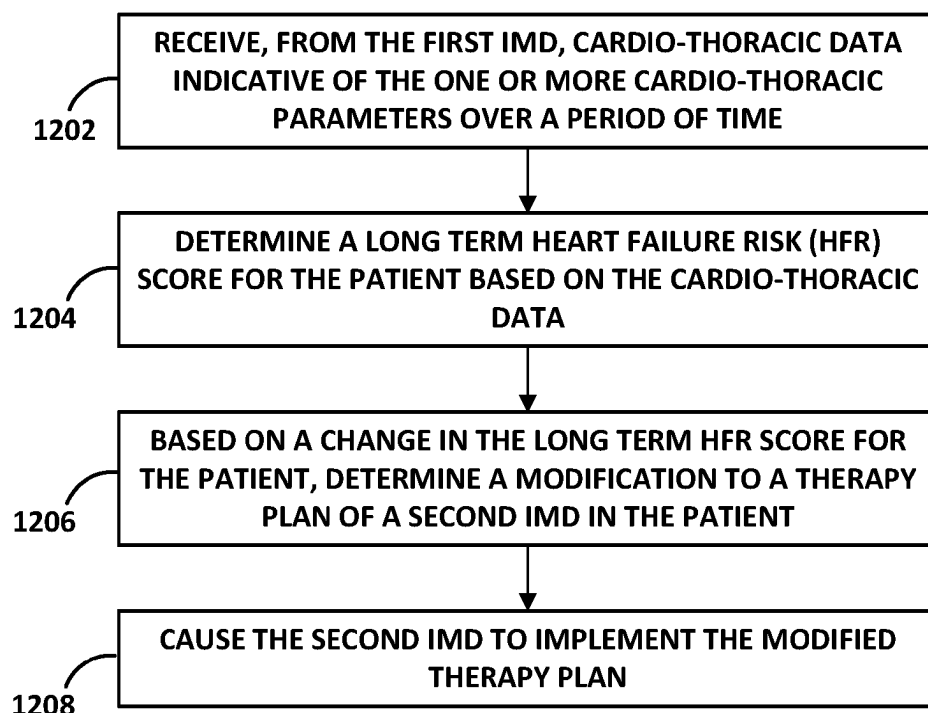 RECEIVE, FROM THE FIRST IMD, CARDIO-THORACIC DATA
INDICATIVE OF THE ONE OR MORE CARDIO-THORACIC
PARAMETERS OVER A PERIOD OF TIME
1202
DETERMINE A LONG TERM HEART FAILURE RISK (HFR)
SCORE FOR THE PATIENT BASED ON THE CARDIO-THORACIC
DATA
1204
BASED ON A CHANGE IN THE LONG TERM HFR SCORE FOR
THE PATIENT, DETERMINE A MODIFICATION TO A THERAPY
PLAN OF A SECOND IMD IN THE PATIENT
1206
CAUSE THE SECOND IMD TO IMPLEMENT THE MODIFIED
THERAPY PLAN
1208